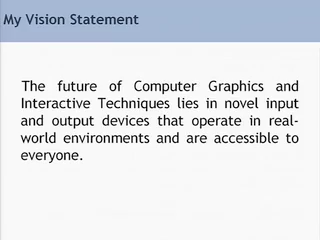 My Vision Statement
The future of Computer Graphics and
Interactive Techniques lies in novel input
and output devices that operate in real-
world environments and are accessible to
everyone.